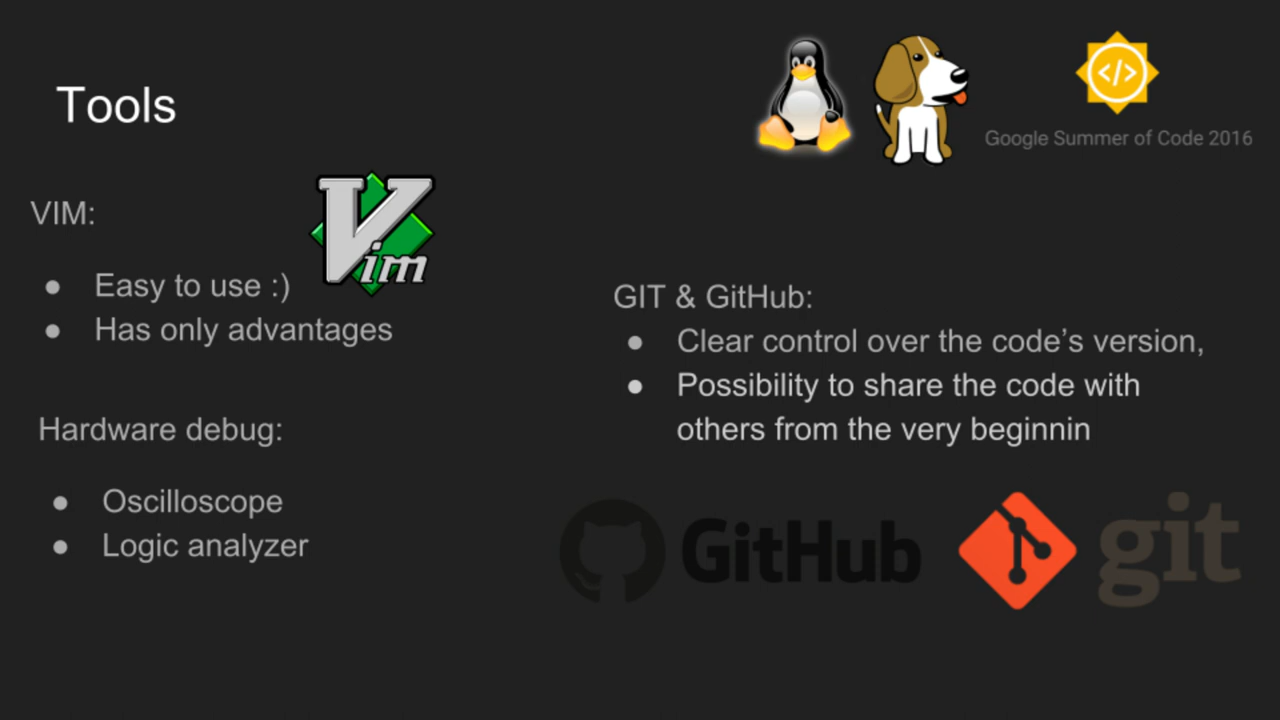 Tools
</>
Google Summer of Code 2016
VIM:
Vim
● Easy to use :)
● Has only advantages
Hardware debug:
● Oscilloscope
● Logic analyzer
GIT & GitHub:
● Clear control over the code’s version,
● Possibility to share the code with
others from the very beginnin
GitHub
git